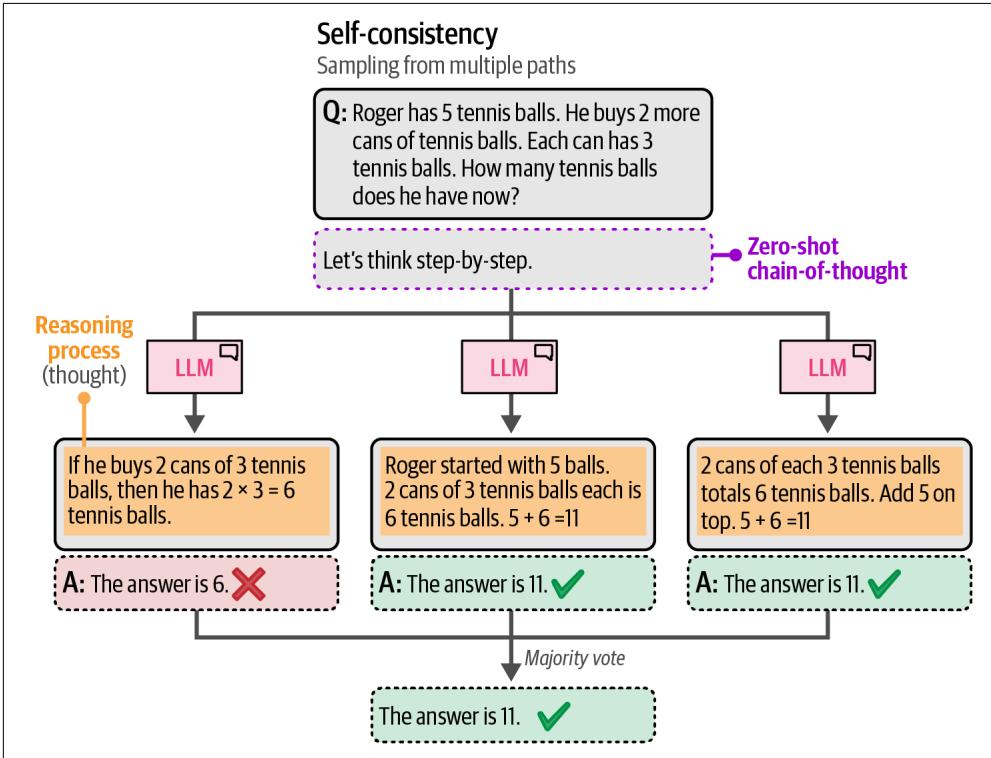 Self-consistency
Sampling from multiple paths
Q: Roger has 5 tennis balls. He buys 2 more
cans of tennis balls. Each can has 3
tennis balls. How many tennis balls
does he have now?
Let's think step-by-step.
Zero-shot
chain-of-thought
Reasoning
process
(thought)
LLM
LLM
LLM
If he buys 2 cans of 3 tennis
balls, then he has 2 × 3 = 6
tennis balls.
Roger started with 5 balls.
2 cans of 3 tennis balls each is
6 tennis balls. 5 + 6 =11
2 cans of each 3 tennis balls
totals 6 tennis balls. Add 5 on
top. 5 + 6 =11
A: The answer is 6.
A: The answer is 11.
A: The answer is 11.
Majority vote
The answer is 11.